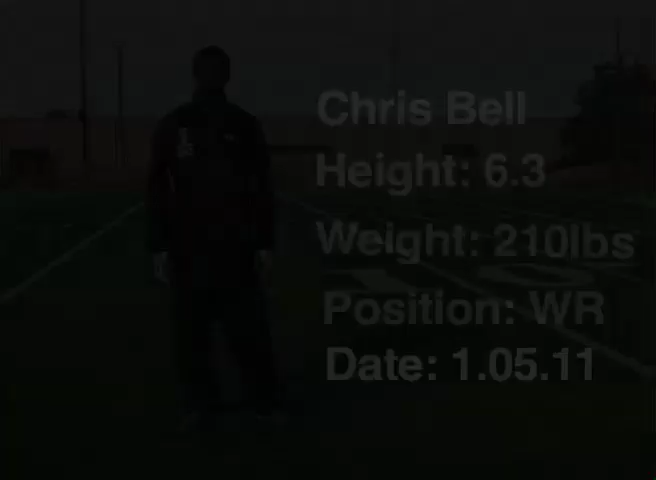 Chris Bell
Height: 6.3
Weight: 210lbs
Position: WR
Date: 1.05.11